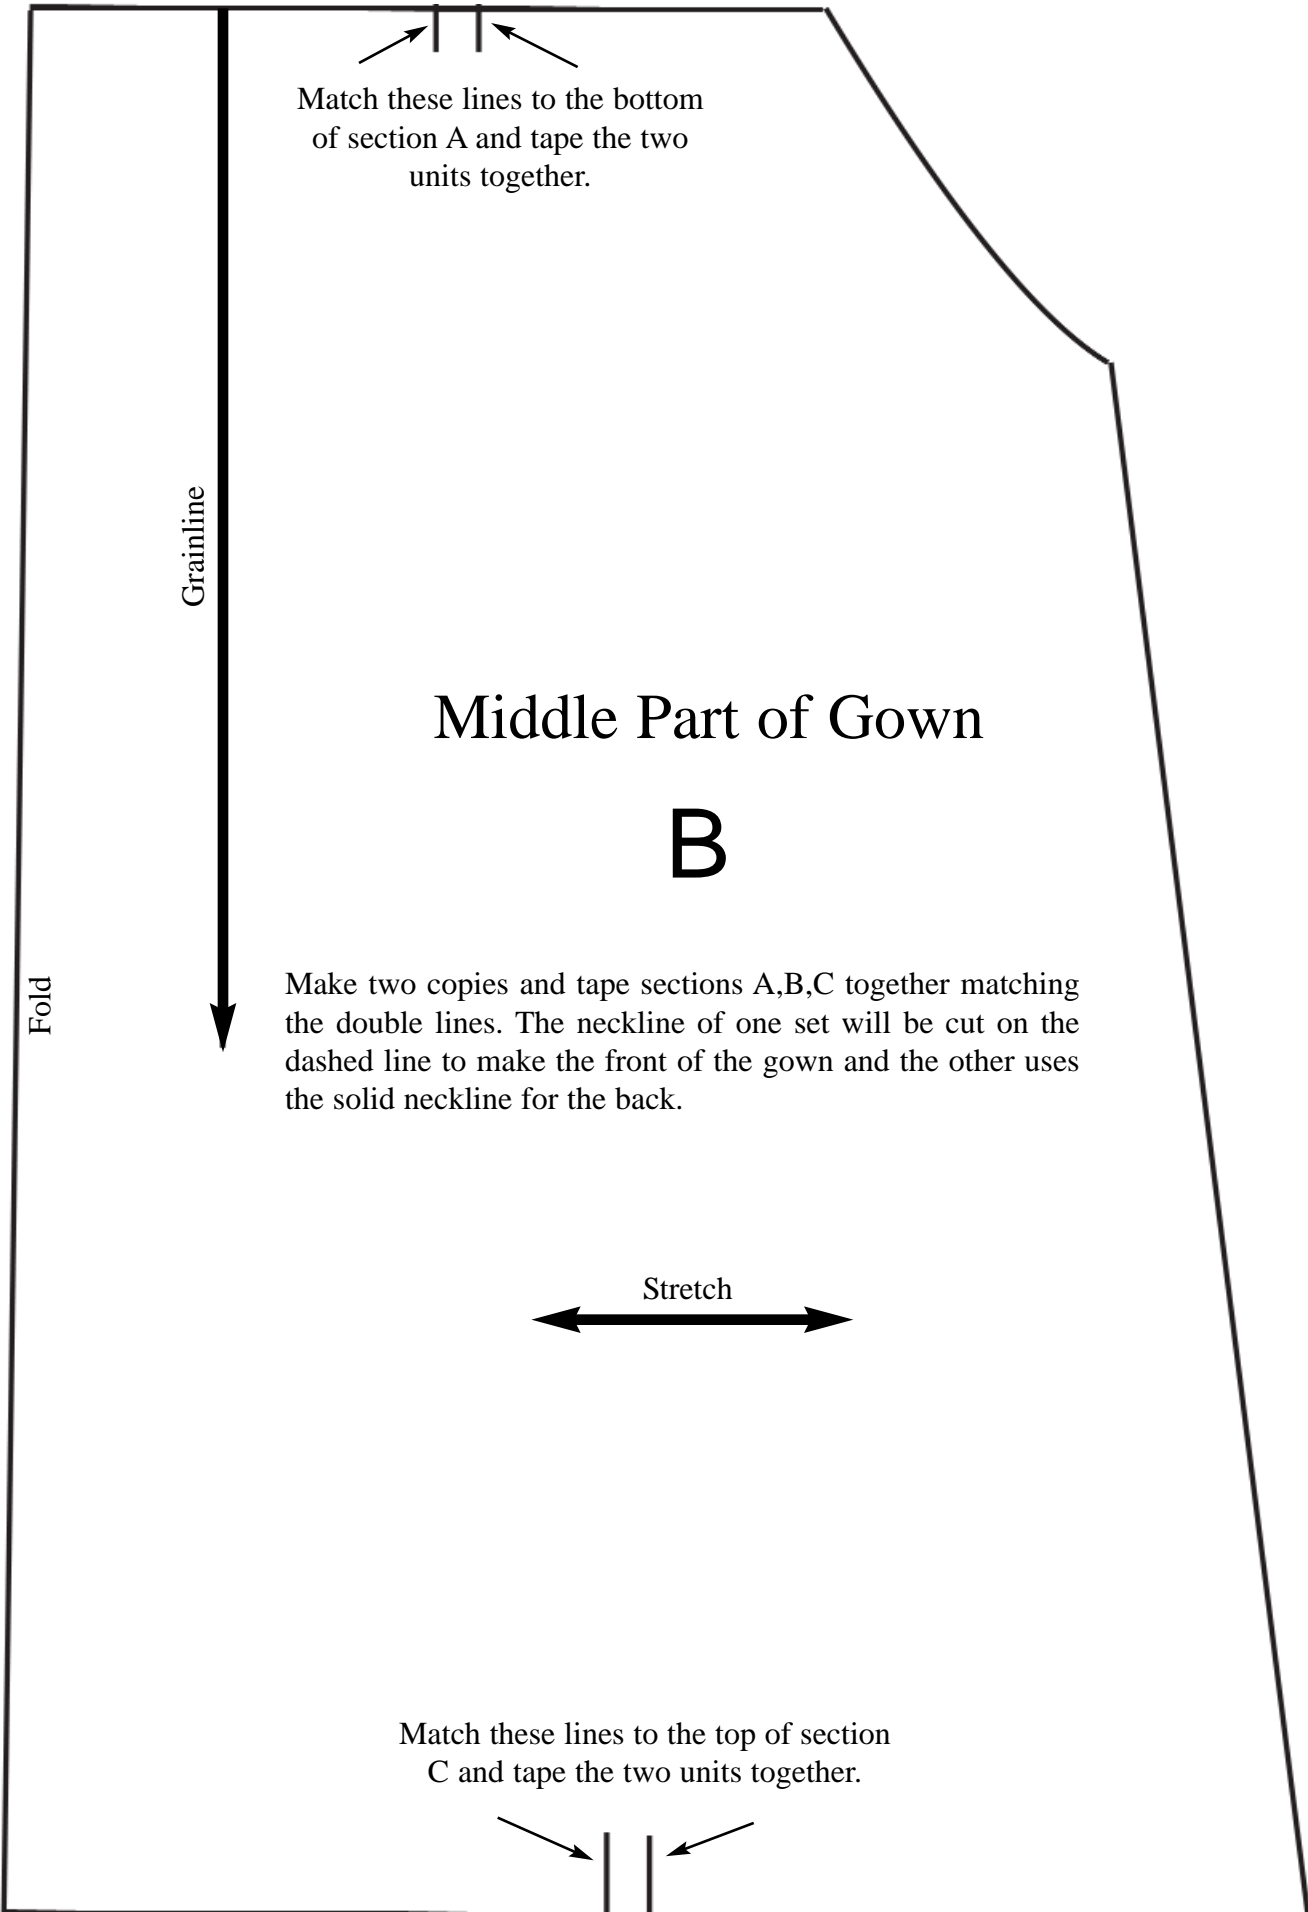 Match these lines to the bottom
of section A and tape the two
units together.
Grainline
Middle Part of Gown
B
Fold
Make two copies and tape sections A,B,C together matching
the double lines. The neckline of one set will be cut on the
dashed line to make the front of the gown and the other uses
the solid neckline for the back.
Stretch
Match these lines to the top of section
C and tape the two units together.